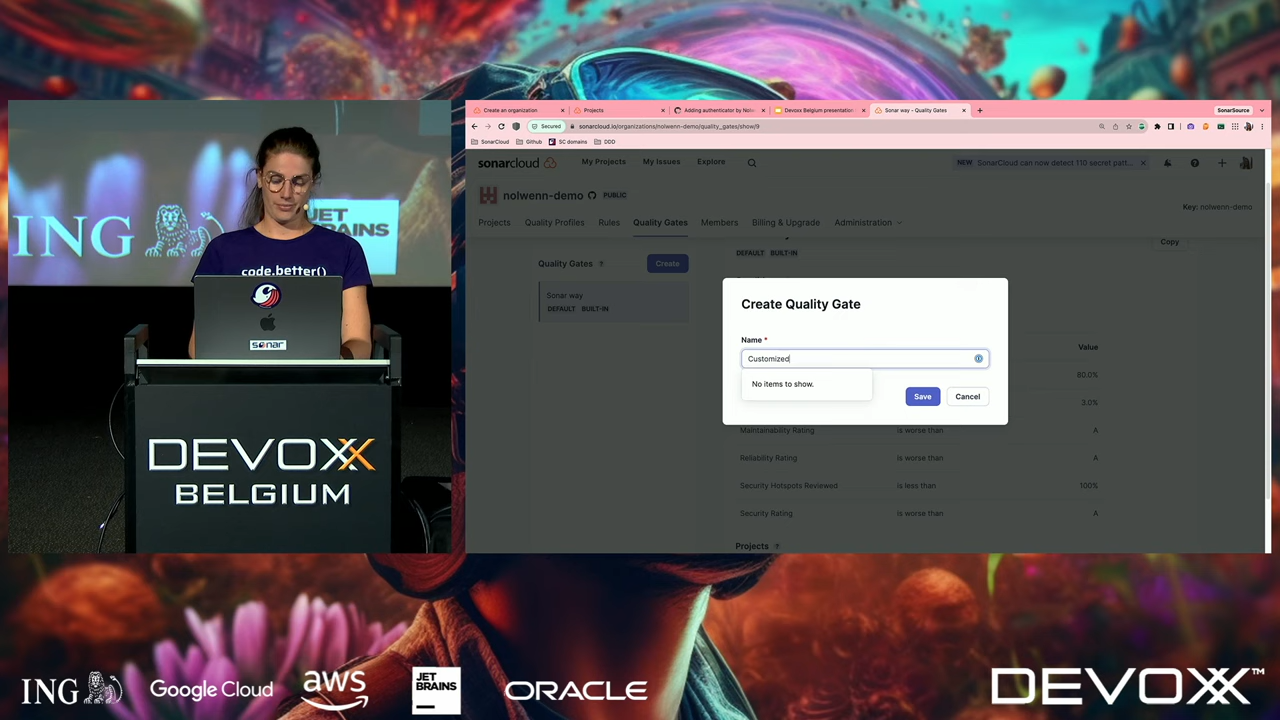 ING
JET
BRAINS
code.better()
sonar
DEVOXX
BELGIUM
Create an organization
Projects
Adding authenticator by Nolw
Devoxx Belgium presentation
Sonar way - Quality Gates
SonarSource
Secured
sonarcloud.io/organizations/nolwenn-demo/quality_gates/show/9
SonarCloud
Github
SC domains
DDD
sonarcloud
My Projects
My Issues
Explore
NEW
SonarCloud can now detect 110 secret patt...
nolwenn-demo
PUBLIC
Key: nolwenn-demo
Projects
Quality Profiles
Rules
Quality Gates
Members
Billing & Upgrade
Administration
Copy
DEFAULT BUILT-IN
Quality Gates ?
Create
Sonar way
DEFAULT BUILT-IN
Create Quality Gate
Name *
Customized
No items to show.
Save
Cancel
Value
80.0%
3.0%
Maintainability Rating is worse than A
Reliability Rating is worse than A
Security Hotspots Reviewed is less than 100%
Security Rating is worse than A
Projects ?
ING
Google Cloud
aws
JET
BRAINS
ORACLE
DEVOXX™